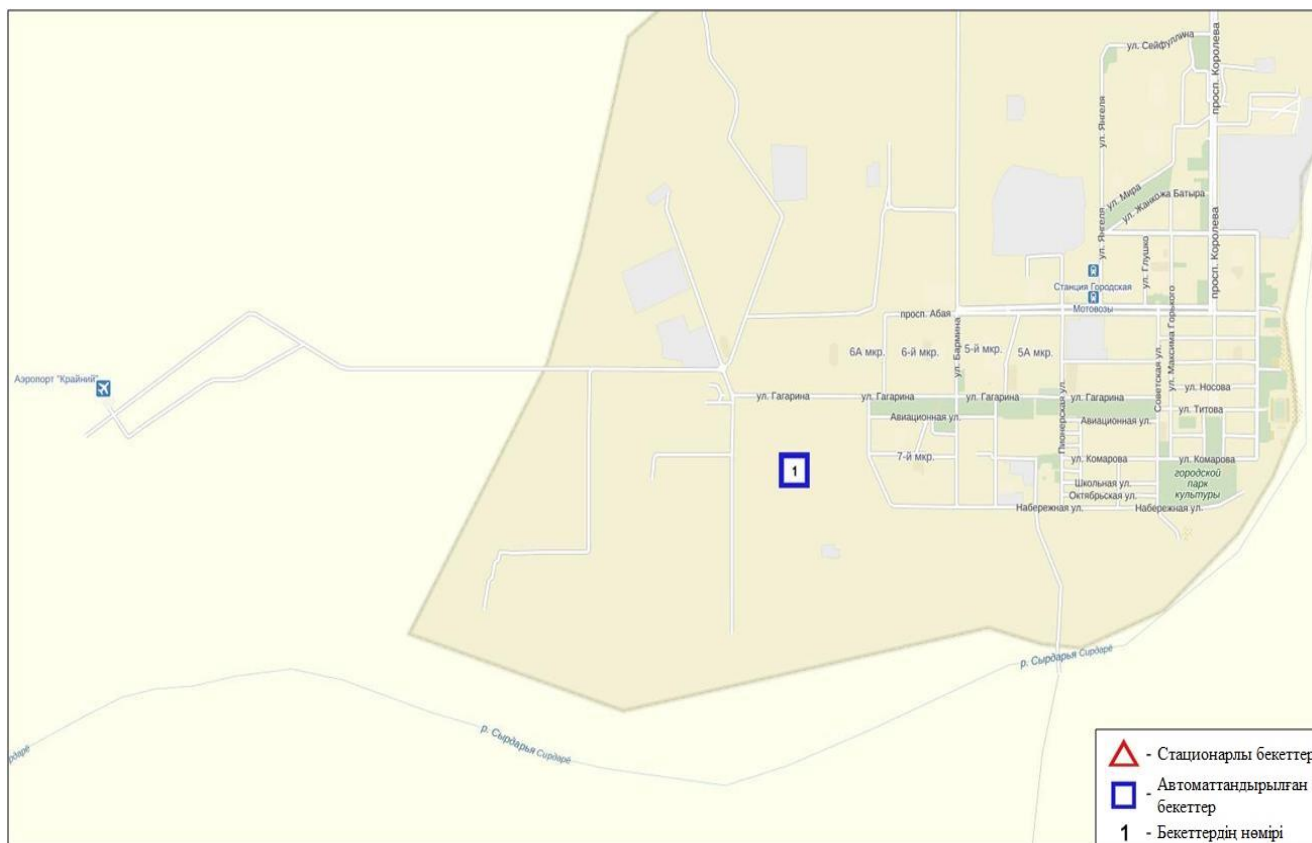 ул. Сейфуллина
просп. Королева
ул. Янгеля
ул. Мира
ул. Жанкожа Батыра
ул. Янгеля
ул. Глушко
просп. Королева
Станция Городская
Мотовозы
ул. Максима Горького
просп. Абая
6А мкр.
6-й мкр.
ул. Бармина
5-й мкр.
5А мкр.
Советская ул.
Аэропорт "Крайний"
ул. Носова
ул. Гагарина
ул. Гагарина
ул. Гагарина
ул. Гагарина
ул. Титова
Авиационная ул.
Пионерская ул.
Авиационная ул.
7-й мкр.
ул. Комарова
ул. Комарова
1
городской
парк
культуры
Школьная ул.
Октябрьская ул.
Набережная ул.
Набережная ул.
р. Сырдарья Сирдарё
р. Сырдарья Сирдарё
рдарё
- Стационарлы бекеттер
- Автоматтандырылған
бекеттер
1 - Бекеттердің нөмірі